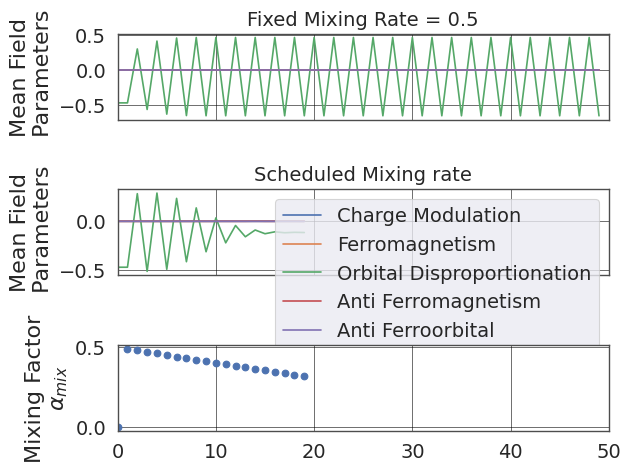 Fixed Mixing Rate = 0.5
Mean Field
Parameters
0.5
0.0
−0.5
Scheduled Mixing rate
Mean Field
Parameters
0.0
−0.5
Charge Modulation
Ferromagnetism
Orbital Disproportionation
Anti Ferromagnetism
Anti Ferroorbital
Mixing Factor
α_mix
0.5
0.0
0 10 20 30 40 50